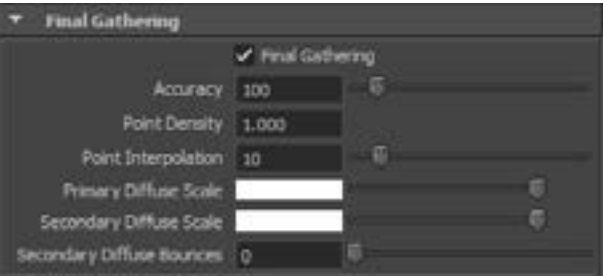 Final Gathering
Final Gathering
Accuracy 100
Point Density 1.000
Point Interpolation 10
Primary Diffuse Scale
Secondary Diffuse Scale
Secondary Diffuse Bounces 0